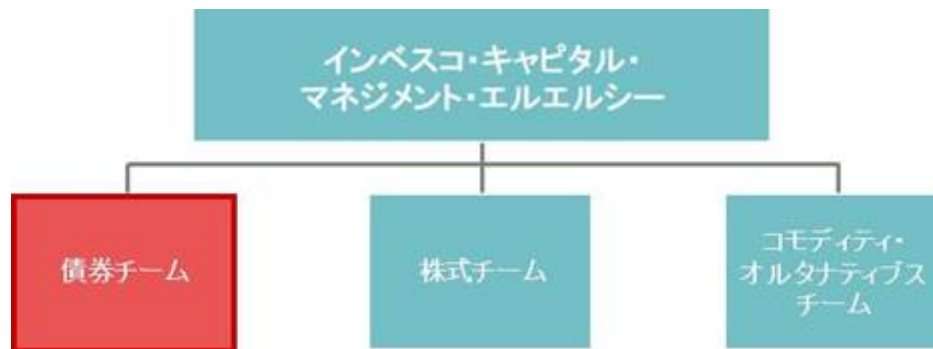 インベスコ・キャピタル・
マネジメント・エルエルシー
債券チーム
株式チーム
コモディティ・
オルタナティブス
チーム